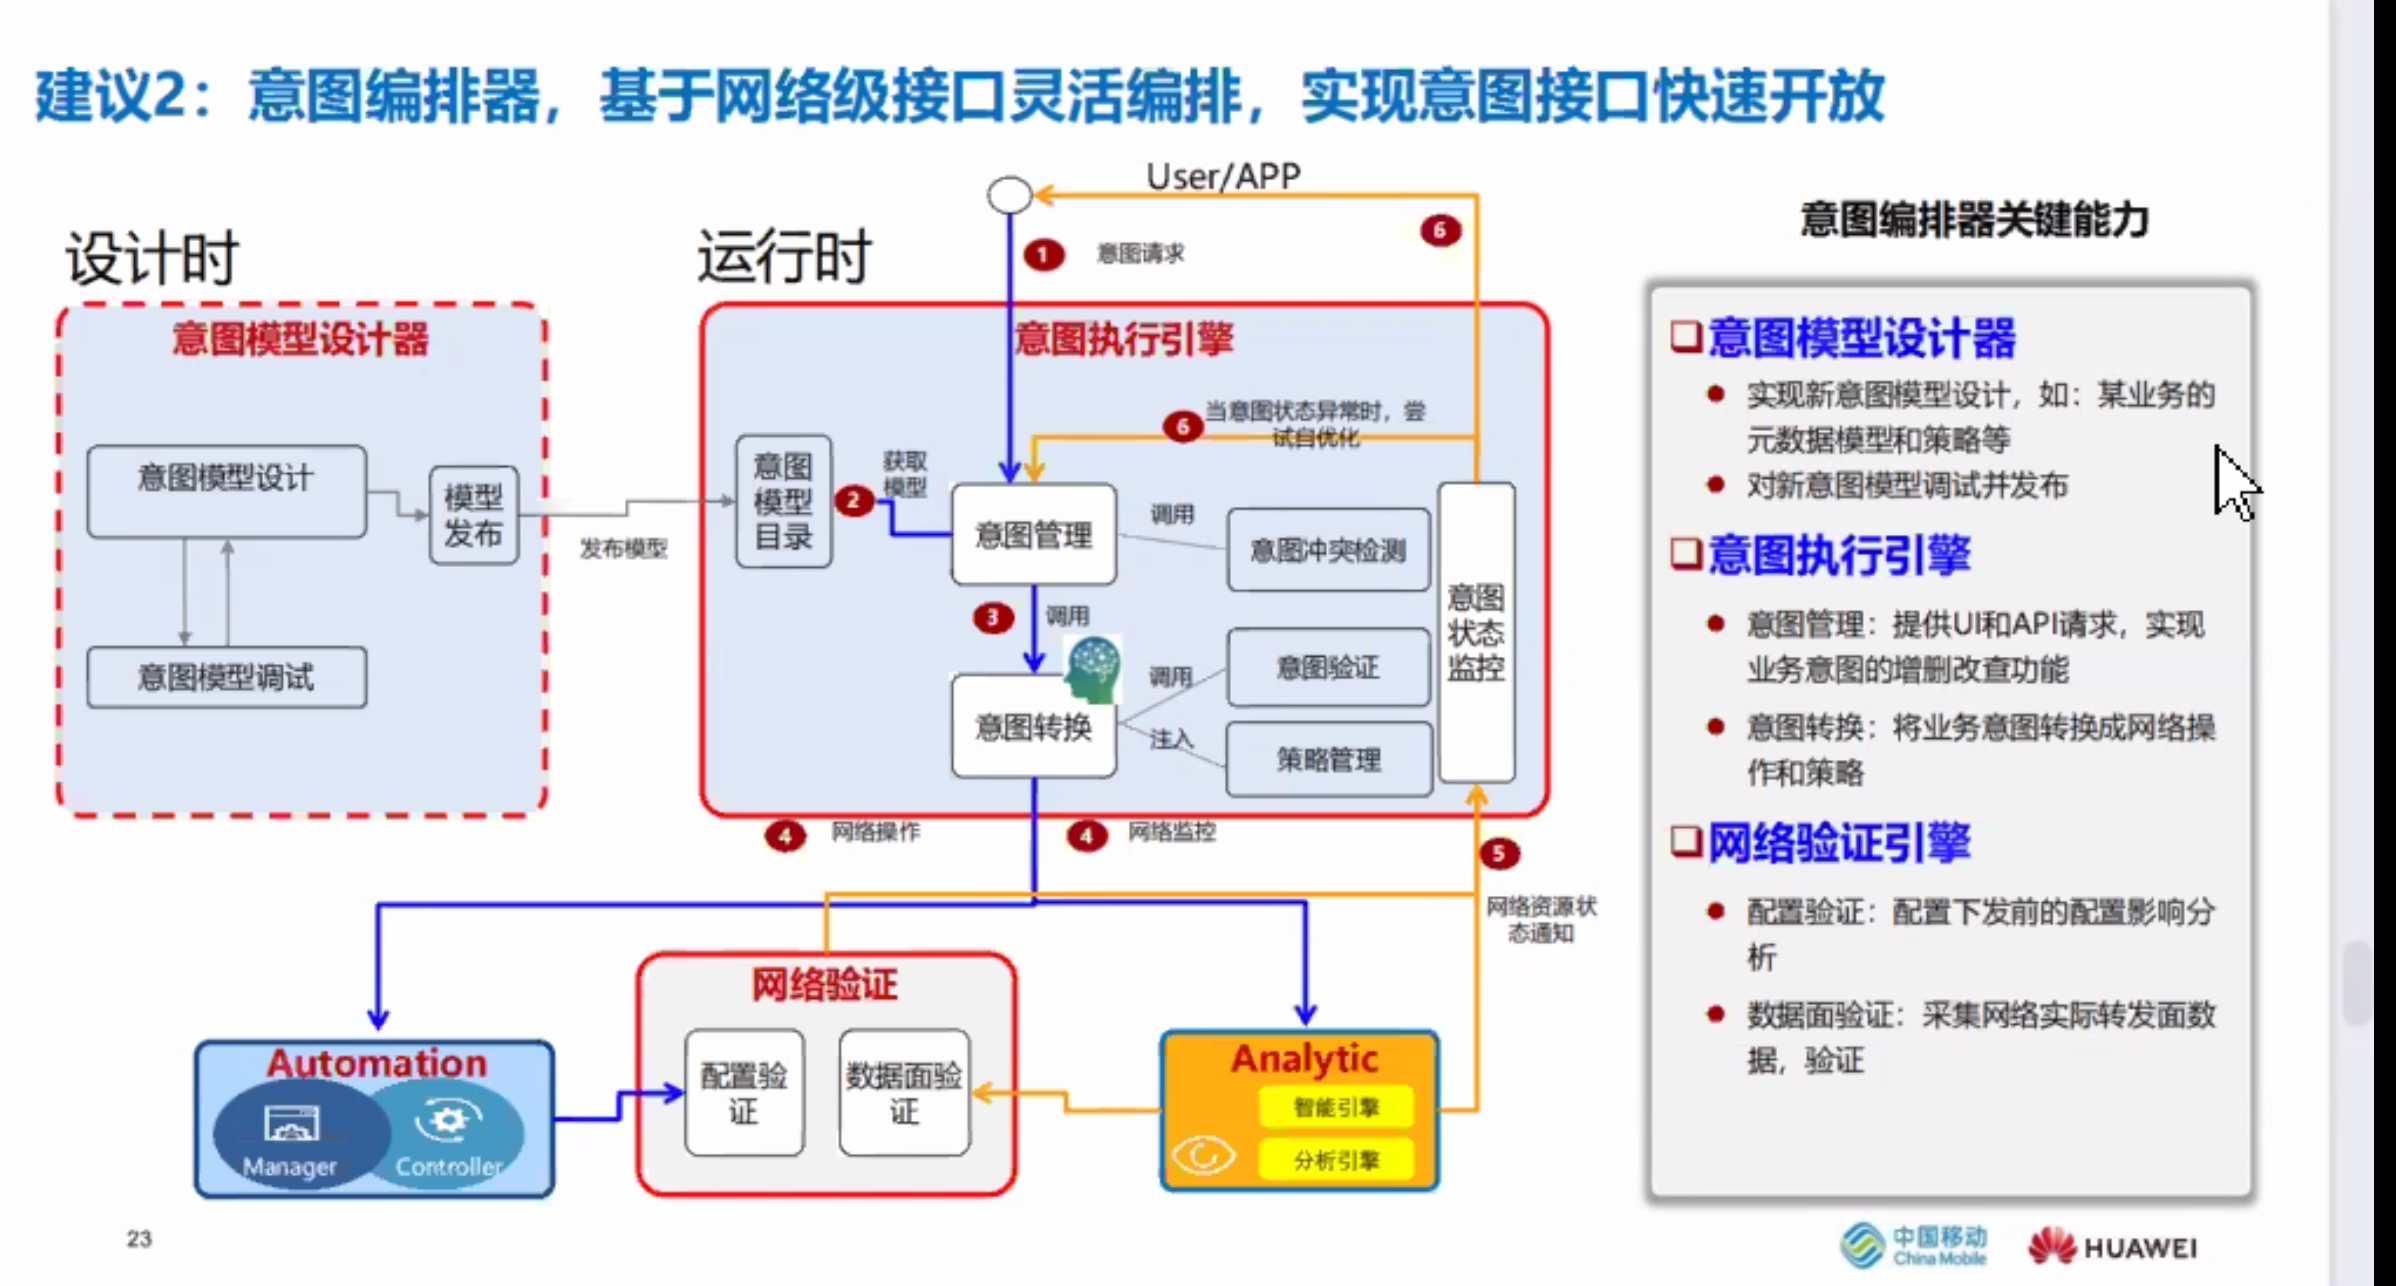 建议2：意图编排器，基于网络级接口灵活编排，实现意图接口快速开放
User/APP
设计时
运行时
1
意图请求
6
意图模型设计器
意图模型设计
模型
发布
意图模型调试
发布模型
意图执行引擎
6
当意图状态异常时，尝
试自优化
意图
模型
目录
2
获取
模型
意图管理
调用
意图冲突检测
3
调用
意图转换
调用
意图验证
注入
策略管理
意图
状态
监控
4
网络操作
4
网络监控
5
网络资源状
态通知
Automation
Manager
Controller
网络验证
配置验
证
数据面验
证
Analytic
智能引擎
分析引擎
意图编排器关键能力
意图模型设计器
实现新意图模型设计，如：某业务的
元数据模型和策略等
对新意图模型调试并发布
意图执行引擎
意图管理：提供UI和API请求，实现
业务意图的增删改查功能
意图转换：将业务意图转换成网络操
作和策略
网络验证引擎
配置验证：配置下发前的配置影响分
析
数据面验证：采集网络实际转发面数
据，验证
23
中国移动
China Mobile
HUAWEI